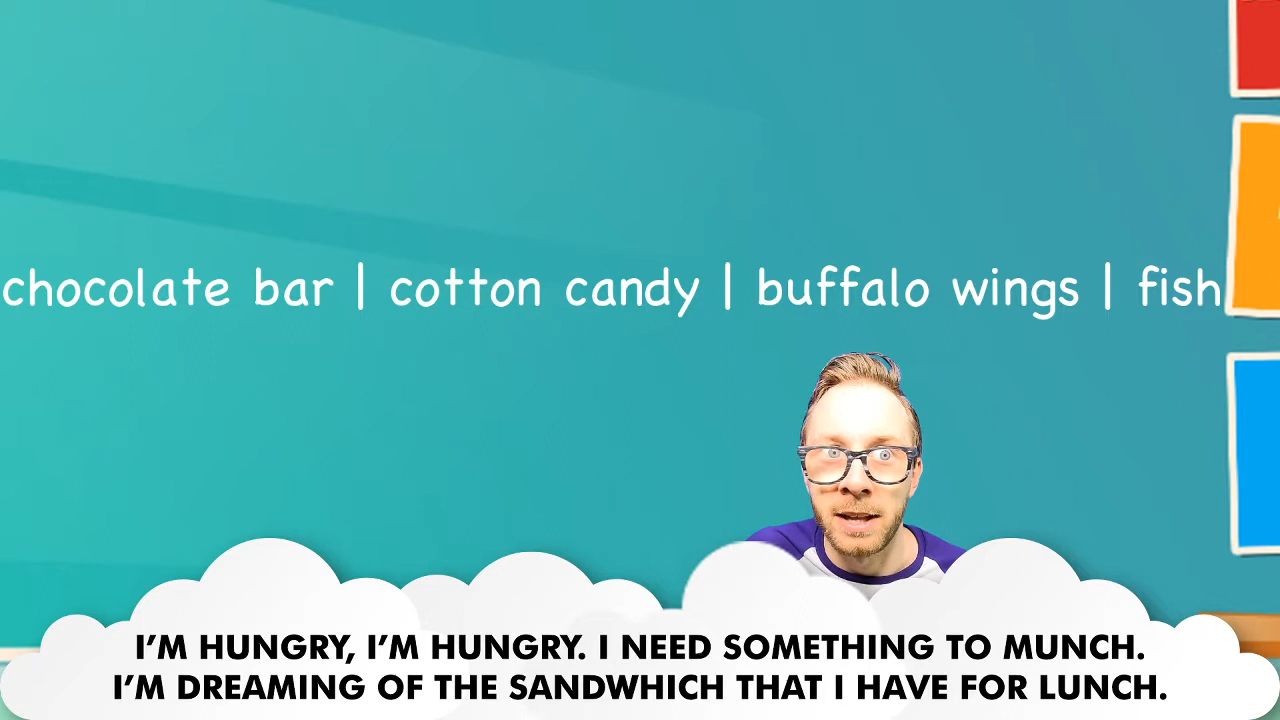 chocolate bar | cotton candy | buffalo wings | fish
I'M HUNGRY, I'M HUNGRY. I NEED SOMETHING TO MUNCH.
I'M DREAMING OF THE SANDWHICH THAT I HAVE FOR LUNCH.